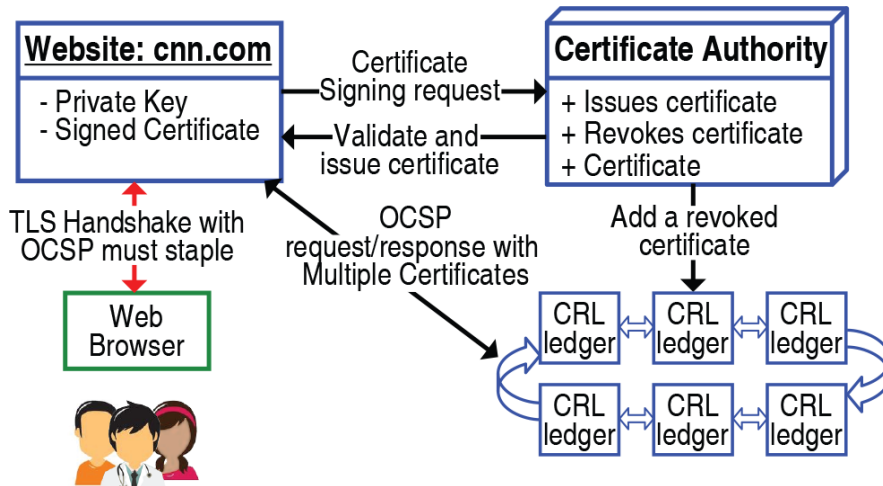 Website: cnn.com
- Private Key
- Signed Certificate
Certificate
Signing request
Validate and
issue certificate
Certificate Authority
+ Issues certificate
+ Revokes certificate
+ Certificate
TLS Handshake with
OCSP must staple
OCSP
request/response with
Multiple Certificates
Add a revoked
certificate
Web
Browser
CRL
ledger
CRL
ledger
CRL
ledger
CRL
ledger
CRL
ledger
CRL
ledger